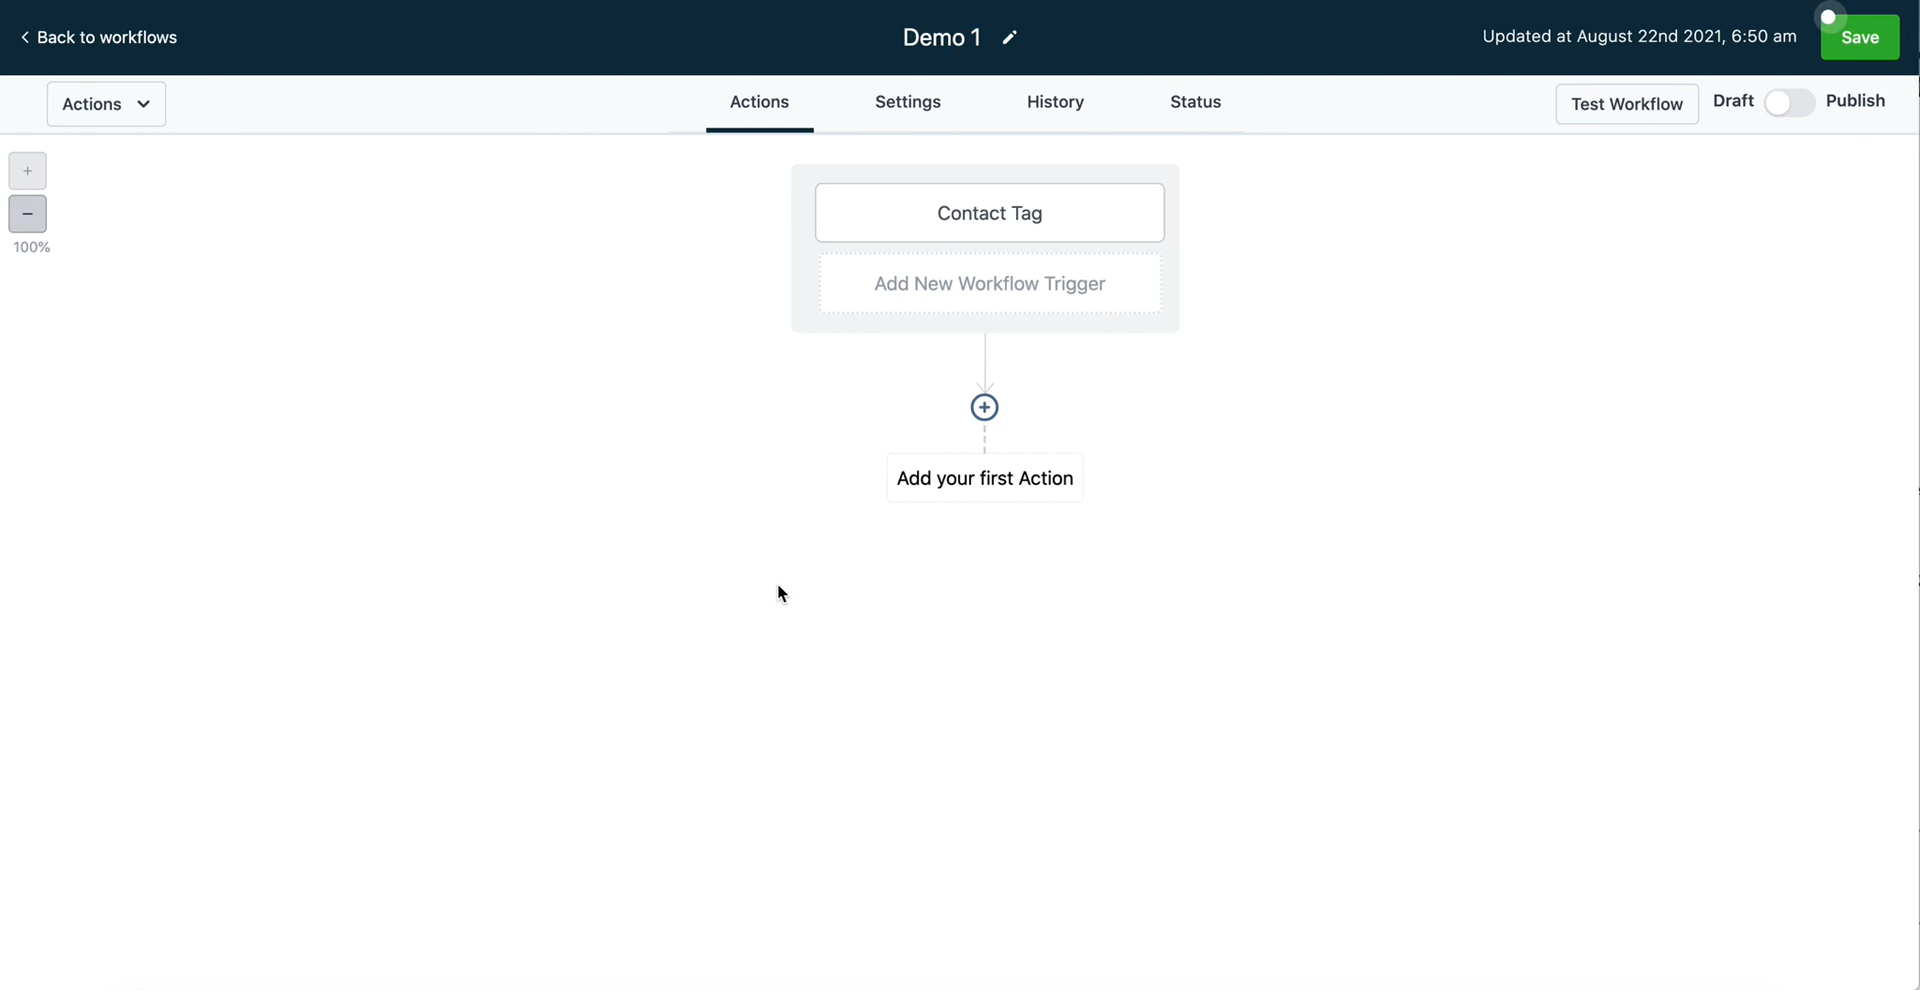 Back to workflows
Demo 1
Updated at August 22nd 2021, 6:50 am
Save
Actions
Actions
Settings
History
Status
Test Workflow
Draft
Publish
+
−
100%
Contact Tag
Add New Workflow Trigger
Add your first Action